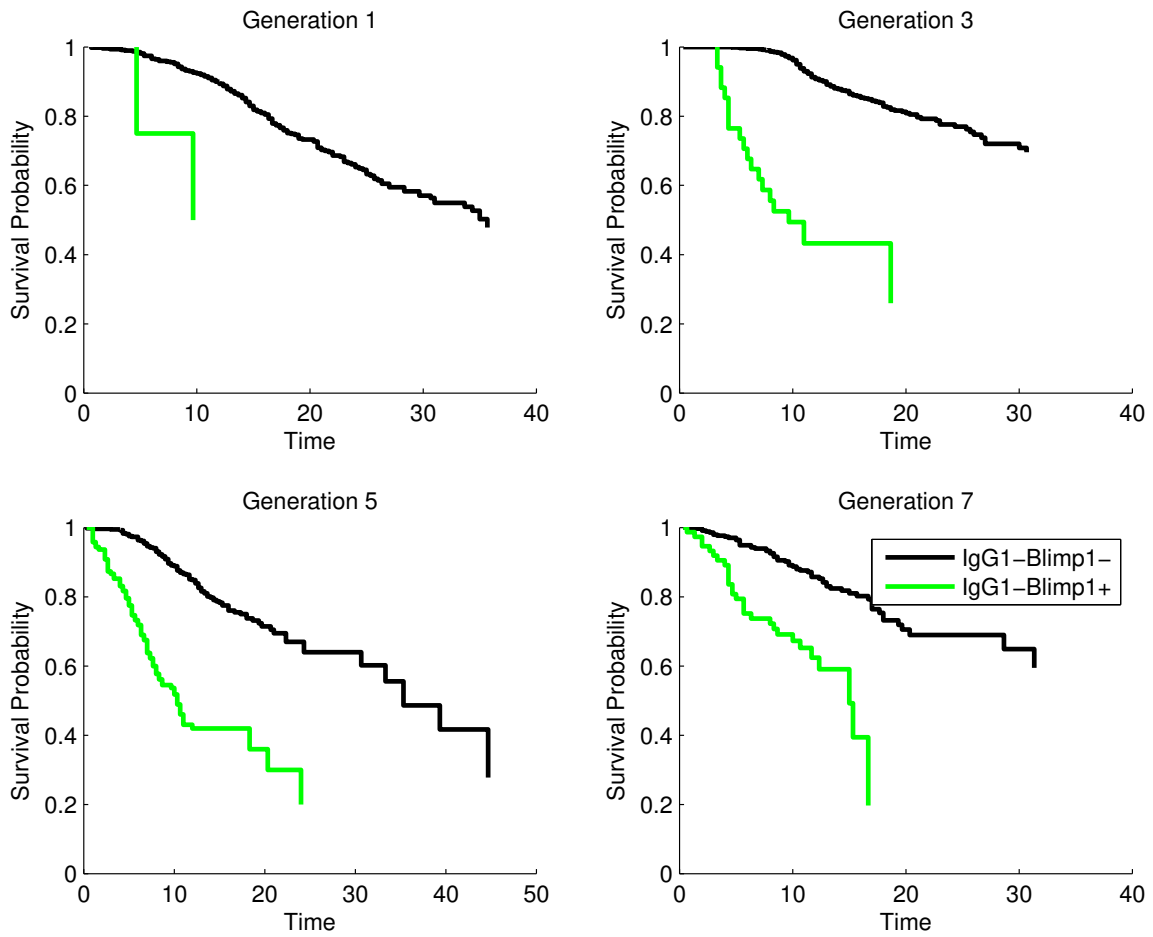 Generation 1
1
0.8
0.6
0.4
0.2
0
0 10 20 30 40
Time
Survival Probability
Generation 3
1
0.8
0.6
0.4
0.2
0
0 10 20 30 40
Time
Survival Probability
Generation 5
1
0.8
0.6
0.4
0.2
0
0 10 20 30 40 50
Time
Survival Probability
Generation 7
1
0.8
0.6
0.4
0.2
0
0 10 20 30 40
Time
Survival Probability
IgG1−Blimp1−
IgG1−Blimp1+